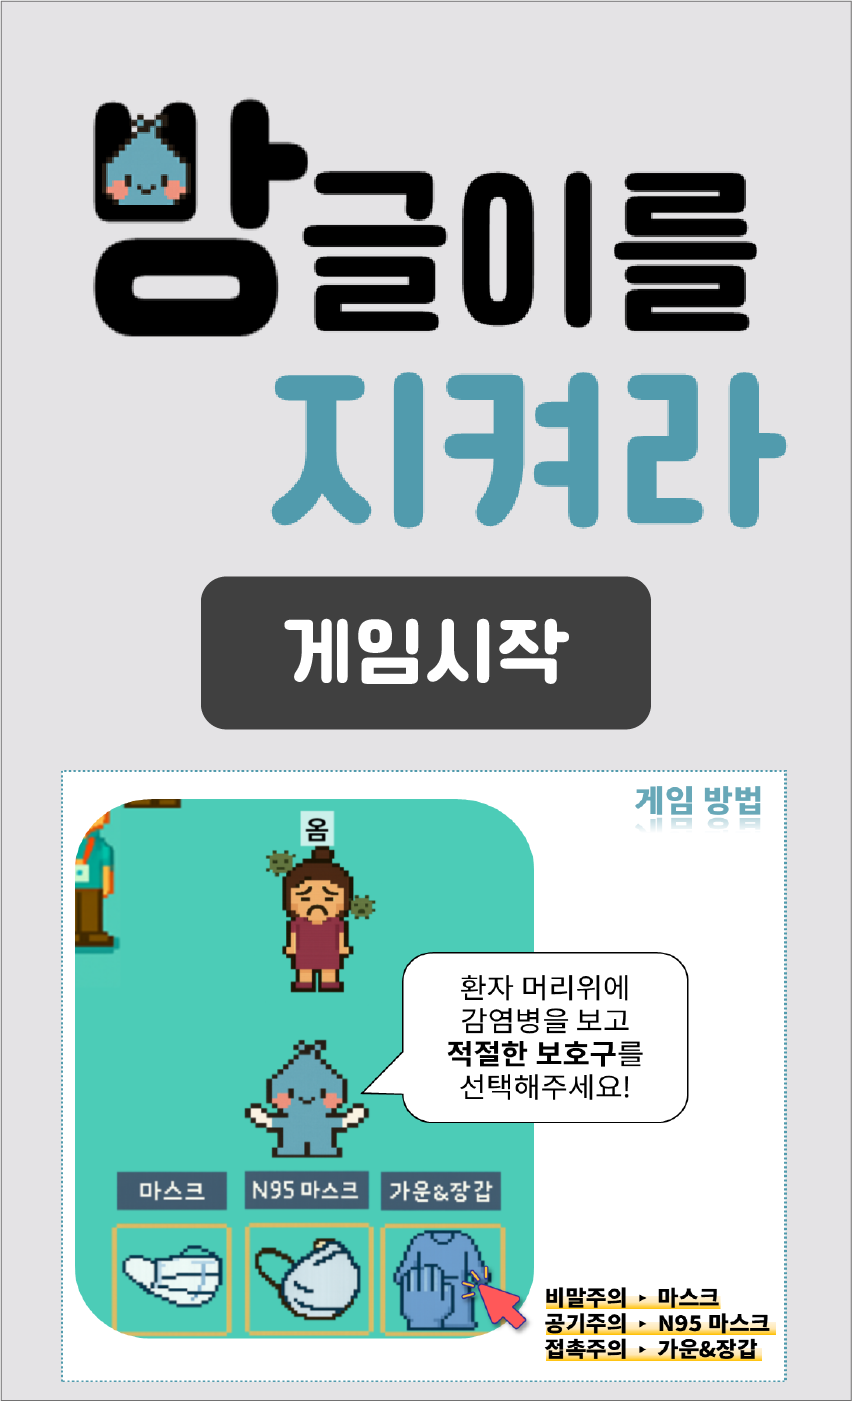 방글이를
지켜라
게임시작
게임 방법
옴
환자 머리위에
감염병을 보고
적절한 보호구를
선택해주세요!
마스크
N95 마스크
가운&장갑
비말주의 ▸ 마스크
공기주의 ▸ N95 마스크
접촉주의 ▸ 가운&장갑